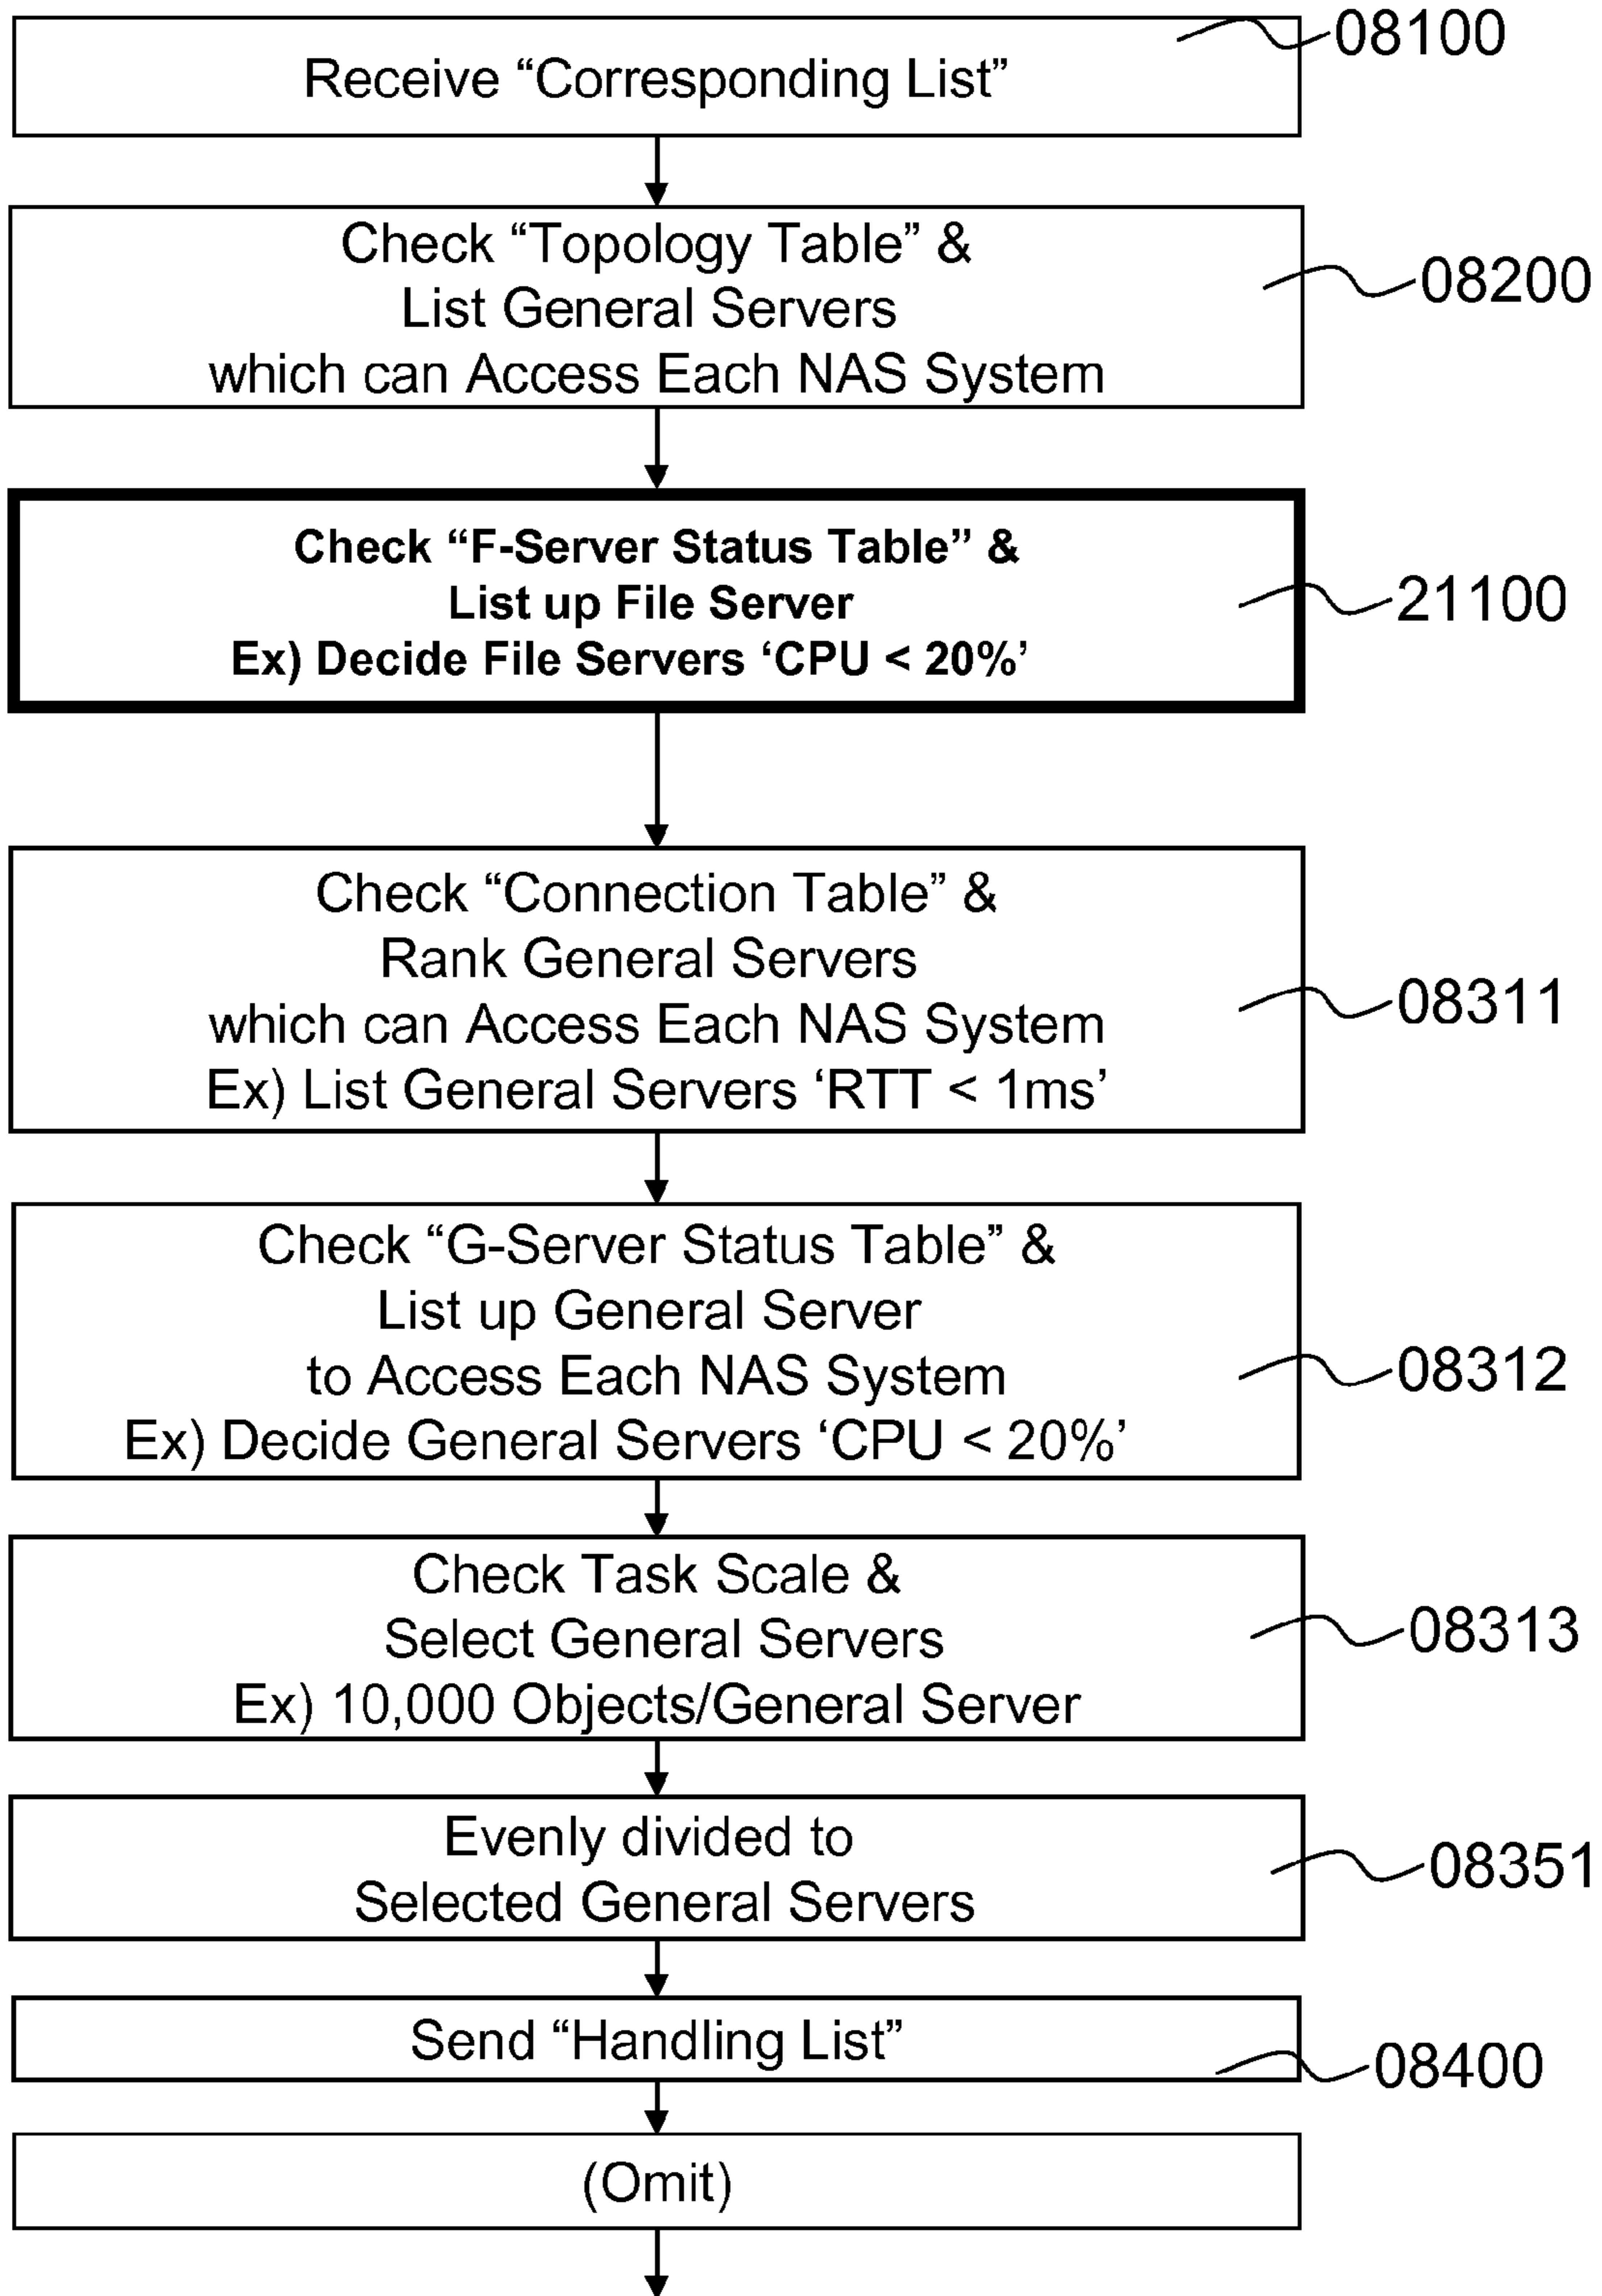 Receive “Corresponding List”
08100
Check “Topology Table” &
List General Servers
which can Access Each NAS System
08200
Check “F-Server Status Table” &
List up File Server
Ex) Decide File Servers ‘CPU < 20%’
21100
Check “Connection Table” &
Rank General Servers
which can Access Each NAS System
Ex) List General Servers ‘RTT < 1ms’
08311
Check “G-Server Status Table” &
List up General Server
to Access Each NAS System
Ex) Decide General Servers ‘CPU < 20%’
08312
Check Task Scale &
Select General Servers
Ex) 10,000 Objects/General Server
08313
Evenly divided to
Selected General Servers
08351
Send “Handling List”
08400
(Omit)